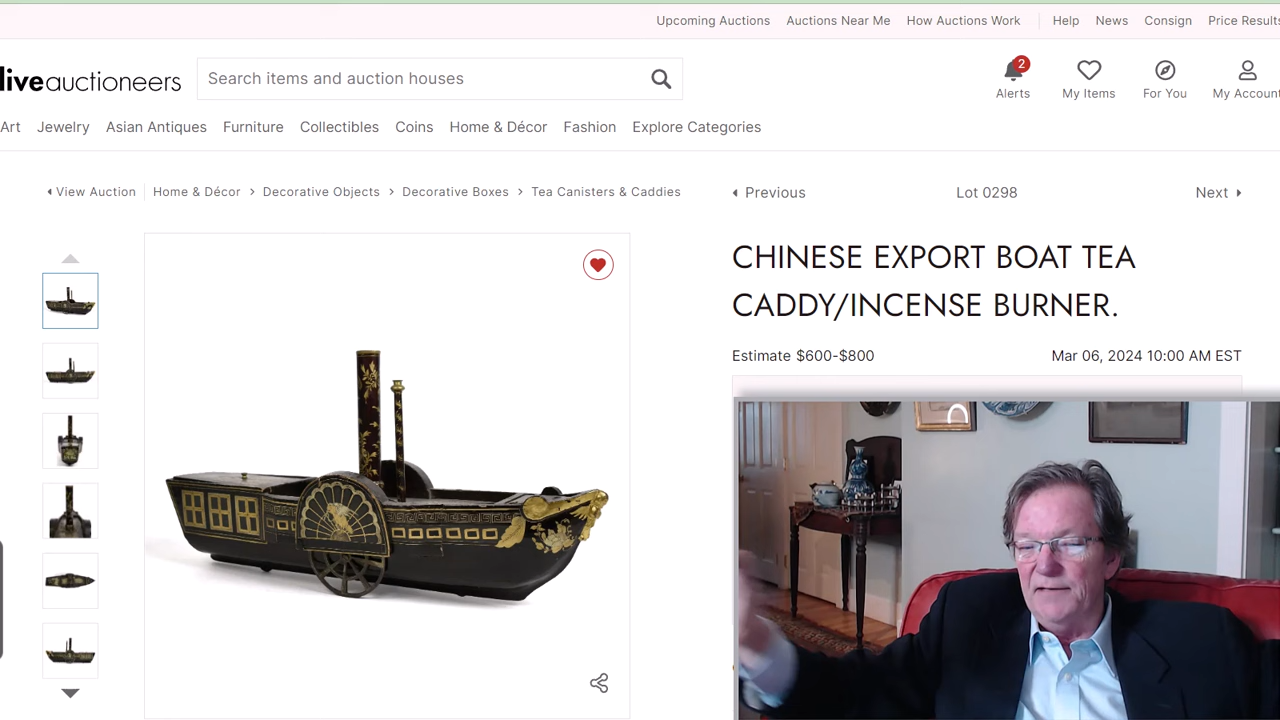 Upcoming Auctions Auctions Near Me How Auctions Work Help News Consign Price Results
liveauctioneers
Search items and auction houses
2
Alerts My Items For You My Account
Art Jewelry Asian Antiques Furniture Collectibles Coins Home & Décor Fashion Explore Categories
View Auction Home & Décor > Decorative Objects > Decorative Boxes > Tea Canisters & Caddies
Previous Lot 0298 Next
CHINESE EXPORT BOAT TEA
CADDY/INCENSE BURNER.
Estimate $600-$800 Mar 06, 2024 10:00 AM EST